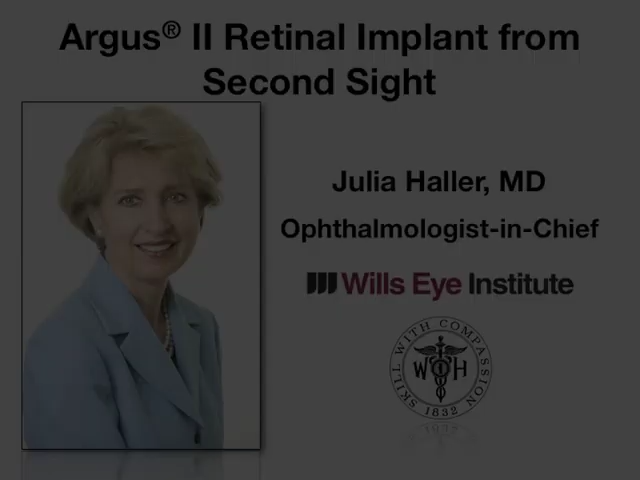 Argus® II Retinal Implant from
Second Sight
Julia Haller, MD
Ophthalmologist-in-Chief
Wills Eye Institute
SKILL WITH COMPASSION
W H
1832